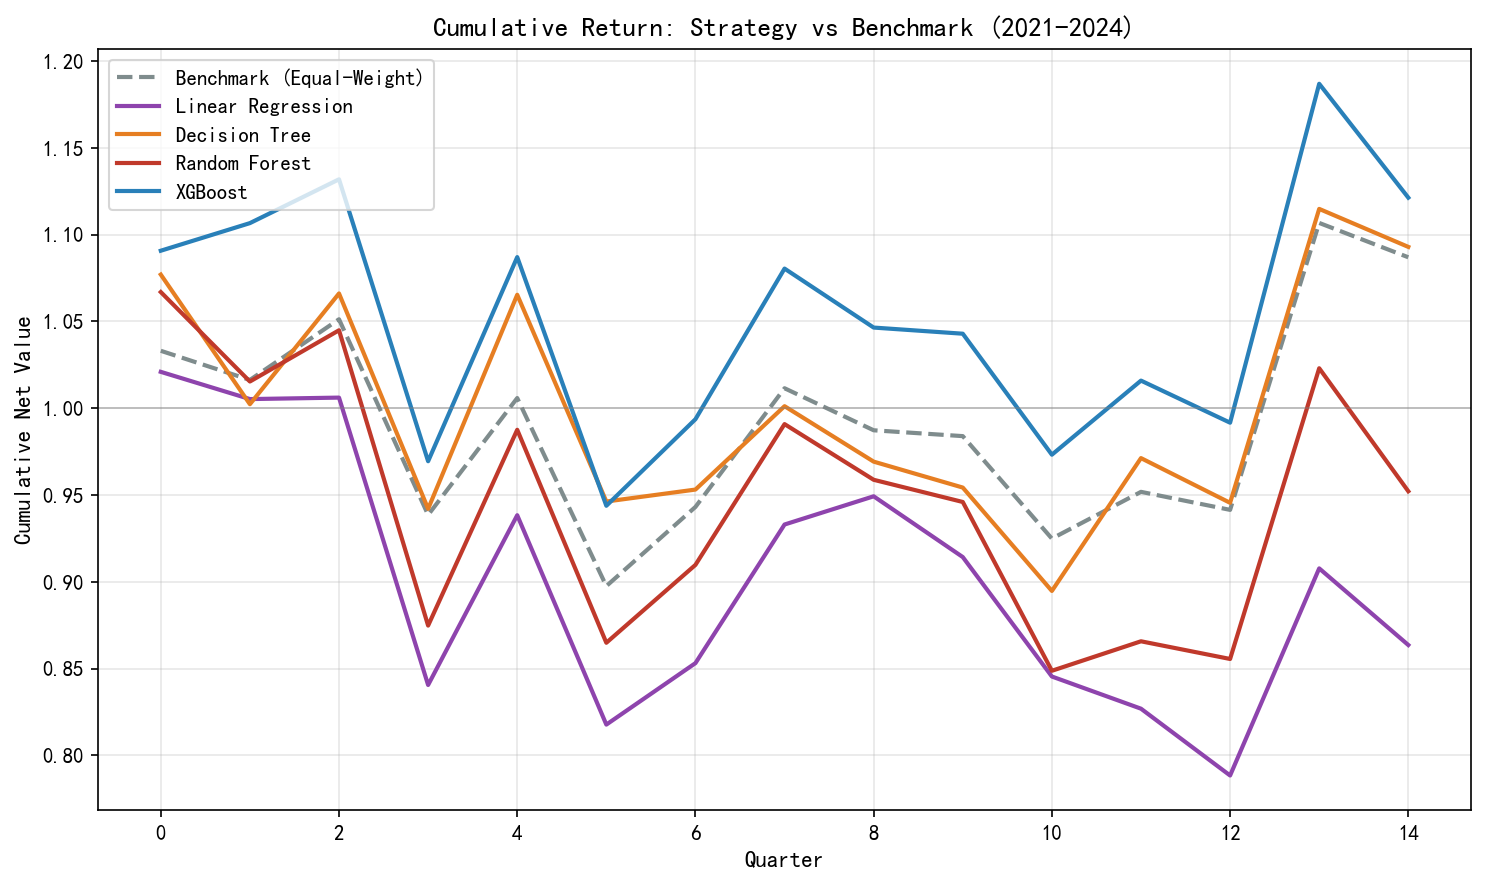 Cumulative Return: Strategy vs Benchmark (2021-2024)
Benchmark (Equal-Weight)
Linear Regression
Decision Tree
Random Forest
XGBoost
Cumulative Net Value
1.20
1.15
1.10
1.05
1.00
0.95
0.90
0.85
0.80
0 2 4 6 8 10 12 14
Quarter